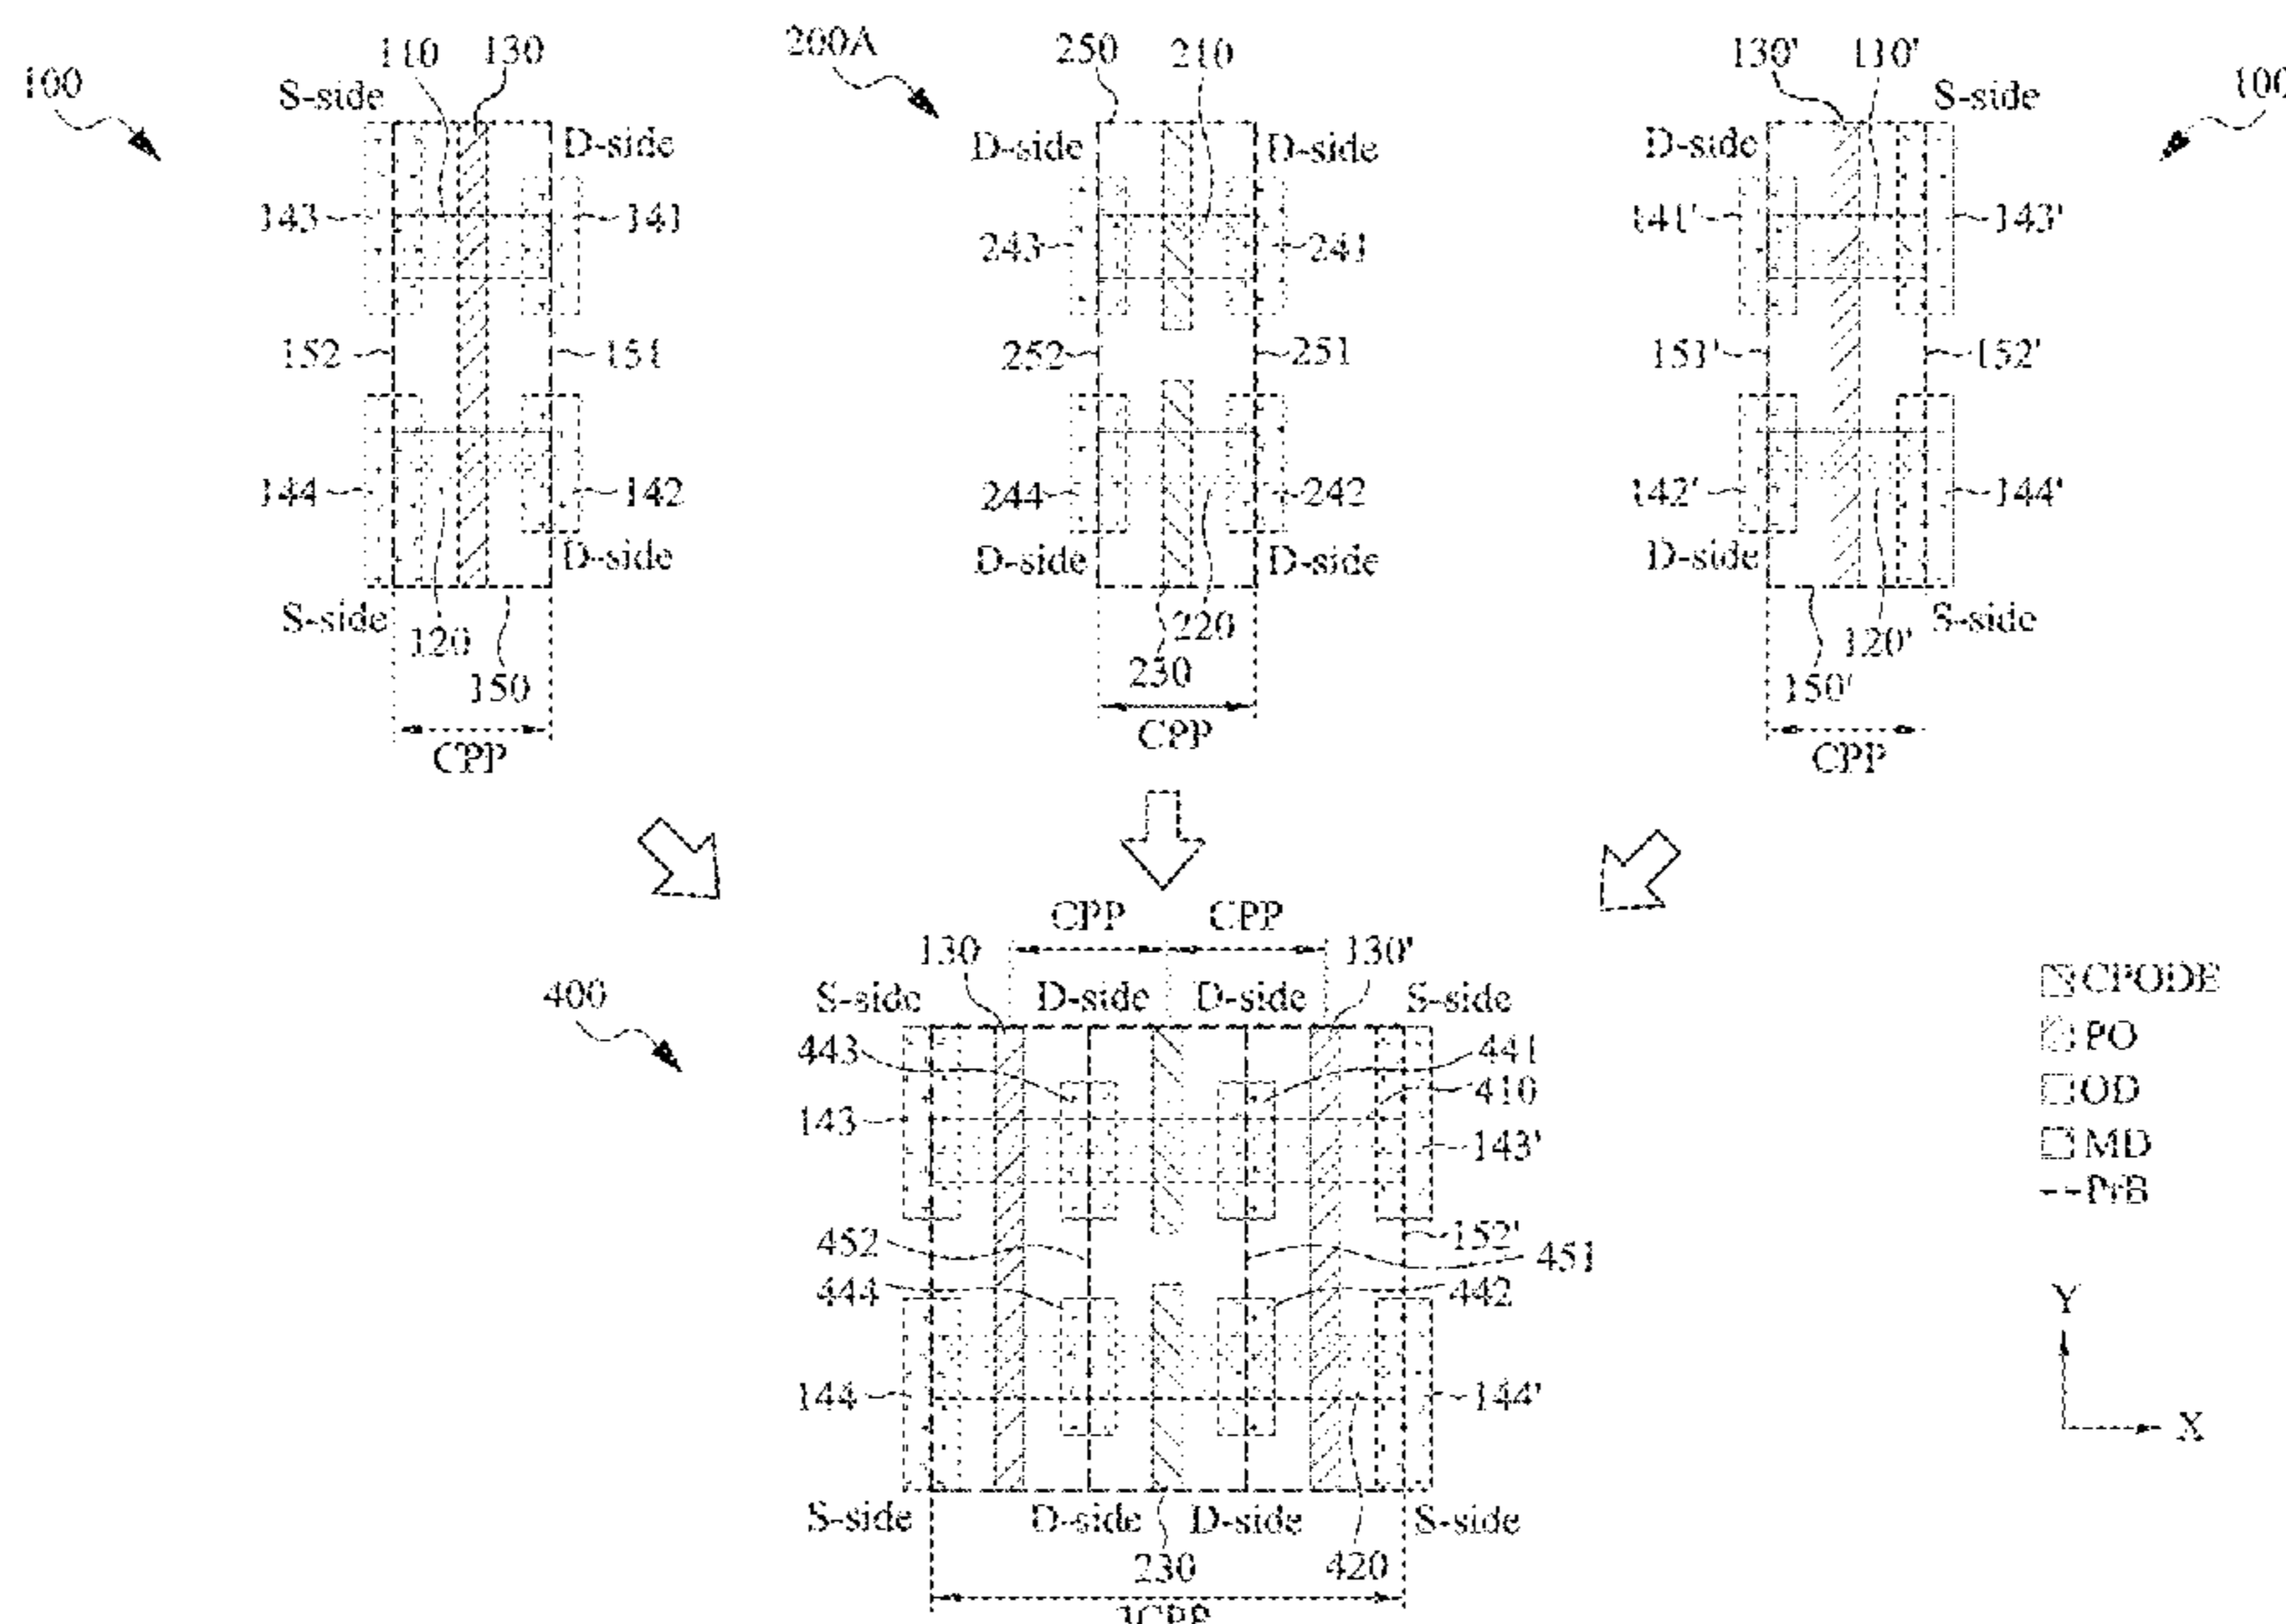 110 130 200A 250 210 130' 110'
100 S-side S-side 100
D-side D-side D-side D-side
143 141 243 241 141' 143'
152 151 252 251 151' 152'
144 142 244 242 142' 144'
D-side D-side D-side D-side
S-side 120 220 120' S-side
150 230 150'
CPP CPP CPP
CPP CPP
130 130'
400 S-side D-side D-side S-side
443 441
410
143 143'
452 152' 451
444 442
144 144'
S-side D-side D-side S-side
230 420
3CPP
CPODE
PO
OD
MD
PrB
Y
X